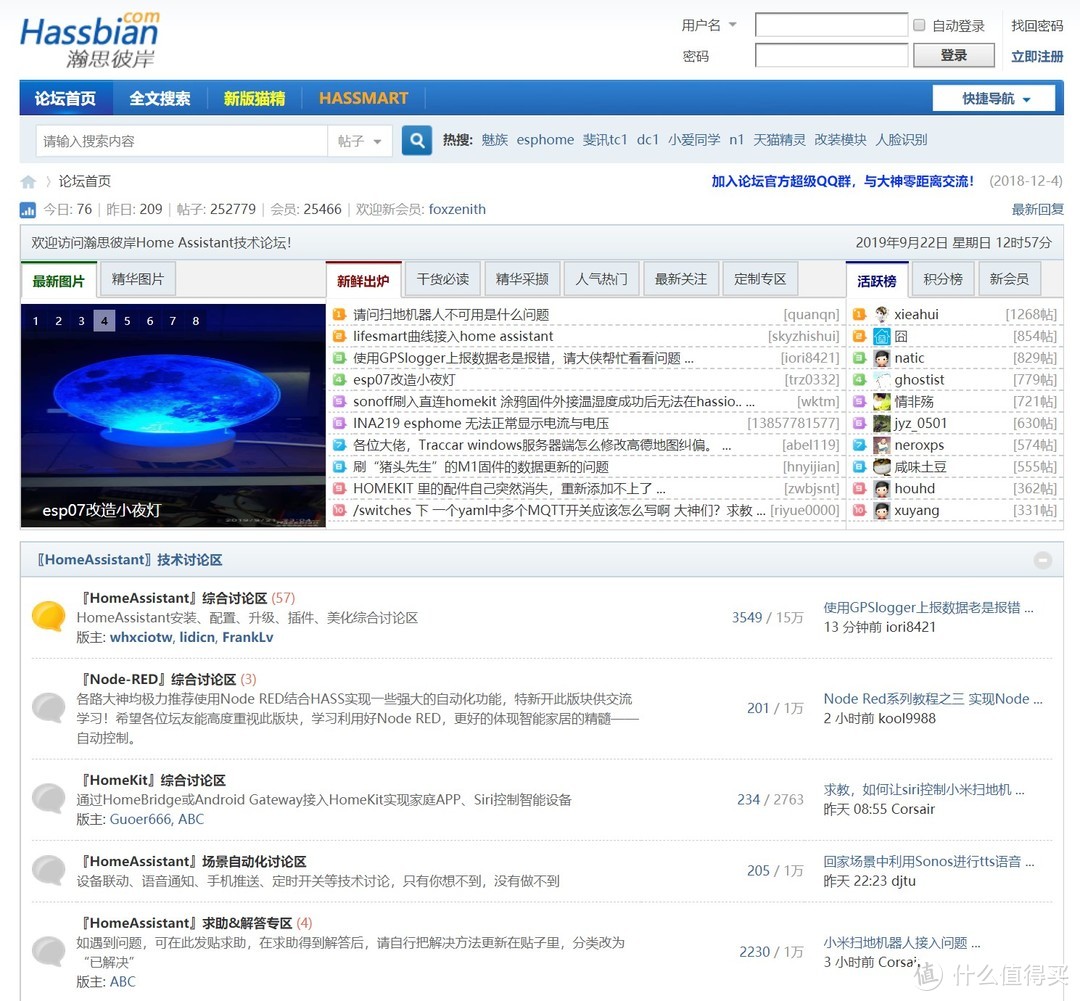 Hassbian.com
瀚思彼岸
用户名 自动登录 找回密码
密码 登录 立即注册
论坛首页 全文搜索 新版猫精 HASSMART 快捷导航
请输入搜索内容 帖子 热搜: 魅族 esphome 斐讯tc1 dc1 小爱同学 n1 天猫精灵 改装模块 人脸识别
论坛首页 加入论坛官方超级QQ群，与大神零距离交流! (2018-12-4)
今日: 76 | 昨日: 209 | 帖子: 252779 | 会员: 25466 | 欢迎新会员: foxzenith 最新回复
欢迎访问瀚思彼岸Home Assistant技术论坛! 2019年9月22日 星期日 12时57分
最新图片 精华图片 新鲜出炉 干货必读 精华采撷 人气热门 最新关注 定制专区 活跃榜 积分榜 新会员
1 2 3 4 5 6 7 8
esp07改造小夜灯
1 请问扫地机器人不可用是什么问题 [quanqn]
2 lifesmart曲线接入home assistant [skyzhishui]
3 使用GPSlogger上报数据老是报错，请大侠帮忙看看问题 ... [iori8421]
4 esp07改造小夜灯 [trz0332]
5 sonoff刷入直连homekit 涂鸦固件外接温湿度成功后无法在hassio.. ... [wktm]
6 INA219 esphome 无法正常显示电流与电压 [13857781577]
7 各位大佬，Traccar windows服务器端怎么修改高德地图纠偏。 ... [abel119]
8 刷“猪头先生”的M1固件的数据更新的问题 [hnyijian]
9 HOMEKIT 里的配件自己突然消失，重新添加不上了 ... [zwbjsnt]
10 /switches 下 一个yaml中多个MQTT开关应该怎么写啊 大神们？求教 ... [riyue0000]
1 xieahui [1268帖]
2 囧 [854帖]
3 natic [829帖]
4 ghostist [779帖]
5 情非殇 [721帖]
6 jyz_0501 [630帖]
7 neroxps [574帖]
8 咸味土豆 [555帖]
9 houhd [362帖]
10 xuyang [331帖]
〖HomeAssistant〗技术讨论区
『HomeAssistant』综合讨论区 (57)
HomeAssistant安装、配置、升级、插件、美化综合讨论区
版主: whxciotw, lidicn, FrankLv
3549 / 15万
使用GPSlogger上报数据老是报错 ...
13 分钟前 iori8421
『Node-RED』综合讨论区 (3)
各路大神均极力推荐使用Node RED结合HASS实现一些强大的自动化功能，特新开此版块供交流
学习！希望各位坛友能高度重视此版块，学习利用好Node RED，更好的体现智能家居的精髓——
自动控制。
201 / 1万
Node Red系列教程之三 实现Node ...
2 小时前 kool9988
『HomeKit』综合讨论区
通过HomeBridge或Android Gateway接入HomeKit实现家庭APP、Siri控制智能设备
版主: Guoer666, ABC
234 / 2763
求教，如何让siri控制小米扫地机 ...
昨天 08:55 Corsair
『HomeAssistant』场景自动化讨论区
设备联动、语音通知、手机推送、定时开关等技术讨论，只有你想不到，没有做不到
205 / 1万
回家场景中利用Sonos进行tts语音 ...
昨天 22:23 djtu
『HomeAssistant』求助&解答专区 (4)
如遇到问题，可在此发贴求助，在求助得到解答后，请自行把解决方法更新在贴子里，分类改为
“已解决”
版主: ABC
2230 / 1万
小米扫地机器人接入问题 ...
3 小时前 Corsai
值 什么值得买